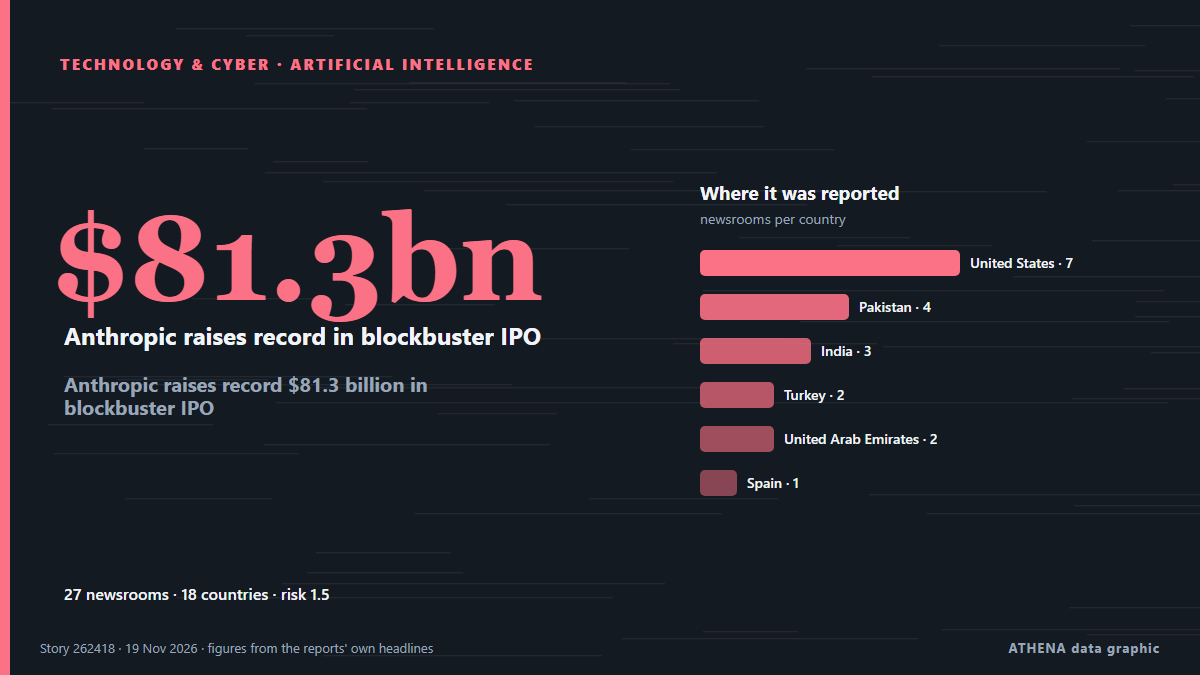 TECHNOLOGY & CYBER · ARTIFICIAL INTELLIGENCE
$81.3bn
Anthropic raises record in blockbuster IPO
Anthropic raises record $81.3 billion in
blockbuster IPO
27 newsrooms · 18 countries · risk 1.5
Where it was reported
newsrooms per country
United States · 7
Pakistan · 4
India · 3
Turkey · 2
United Arab Emirates · 2
Spain · 1
Story 262418 · 19 Nov 2026 · figures from the reports' own headlines
ATHENA data graphic